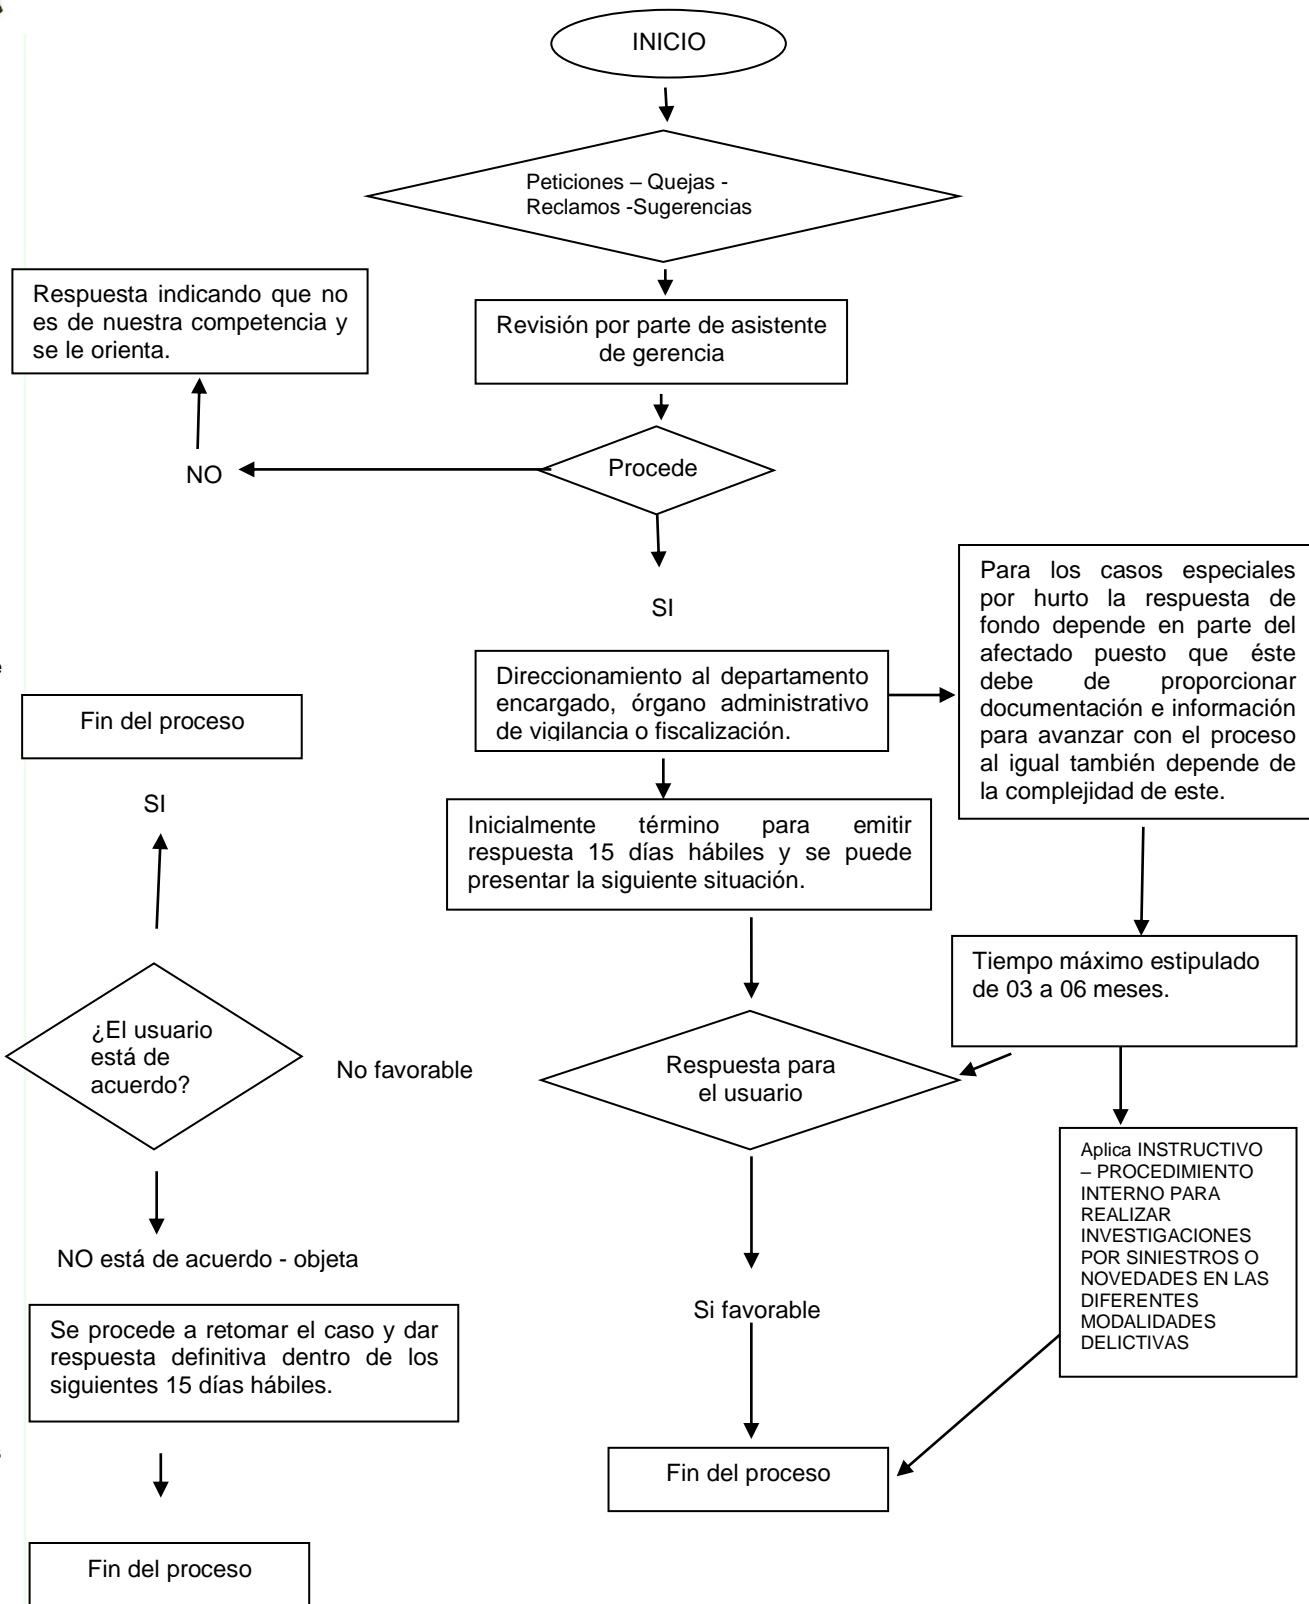 INICIO
Peticiones – Quejas -
Reclamos -Sugerencias
Respuesta indicando que no
es de nuestra competencia y
se le orienta.
Revisión por parte de asistente
de gerencia
Procede
NO
SI
Para los casos especiales
por hurto la respuesta de
fondo depende en parte del
afectado puesto que éste
debe de proporcionar
documentación e información
para avanzar con el proceso
al igual también depende de
la complejidad de este.
Direccionamiento al departamento
encargado, órgano administrativo
de vigilancia o fiscalización.
Fin del proceso
SI
Inicialmente término para emitir
respuesta 15 días hábiles y se puede
presentar la siguiente situación.
Tiempo máximo estipulado
de 03 a 06 meses.
¿El usuario
está de
acuerdo?
No favorable
Respuesta para
el usuario
Aplica INSTRUCTIVO
– PROCEDIMIENTO
INTERNO PARA
REALIZAR
INVESTIGACIONES
POR SINIESTROS O
NOVEDADES EN LAS
DIFERENTES
MODALIDADES
DELICTIVAS
NO está de acuerdo - objeta
Si favorable
Se procede a retomar el caso y dar
respuesta definitiva dentro de los
siguientes 15 días hábiles.
Fin del proceso
Fin del proceso